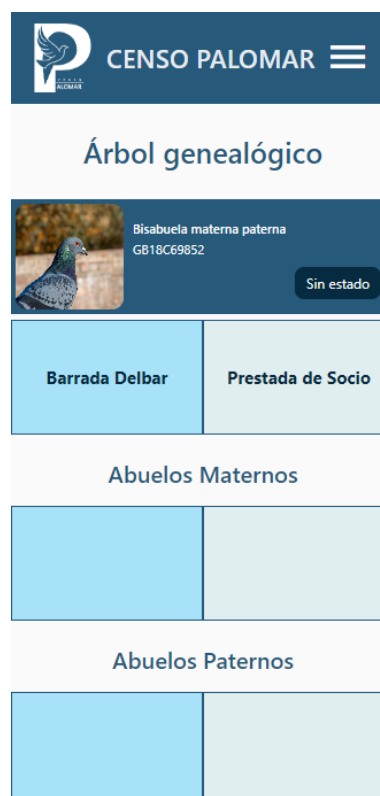 CENSO PALOMAR
PALOMAR
Árbol genealógico
Bisabuela materna paterna
GB18C69852
Sin estado
Barrada Delbar
Prestada de Socio
Abuelos Maternos
Abuelos Paternos